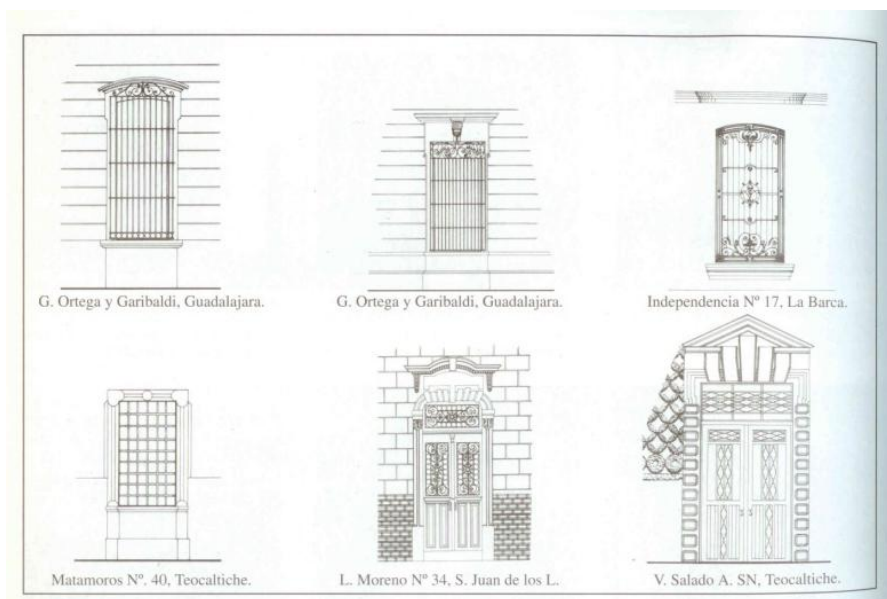 G. Ortega y Garibaldi, Guadalajara.
G. Ortega y Garibaldi, Guadalajara.
Independencia Nº 17, La Barca.
Matamoros Nº. 40, Teocaltiche.
L. Moreno Nº 34, S. Juan de los L.
V. Salado A. SN, Teocaltiche.